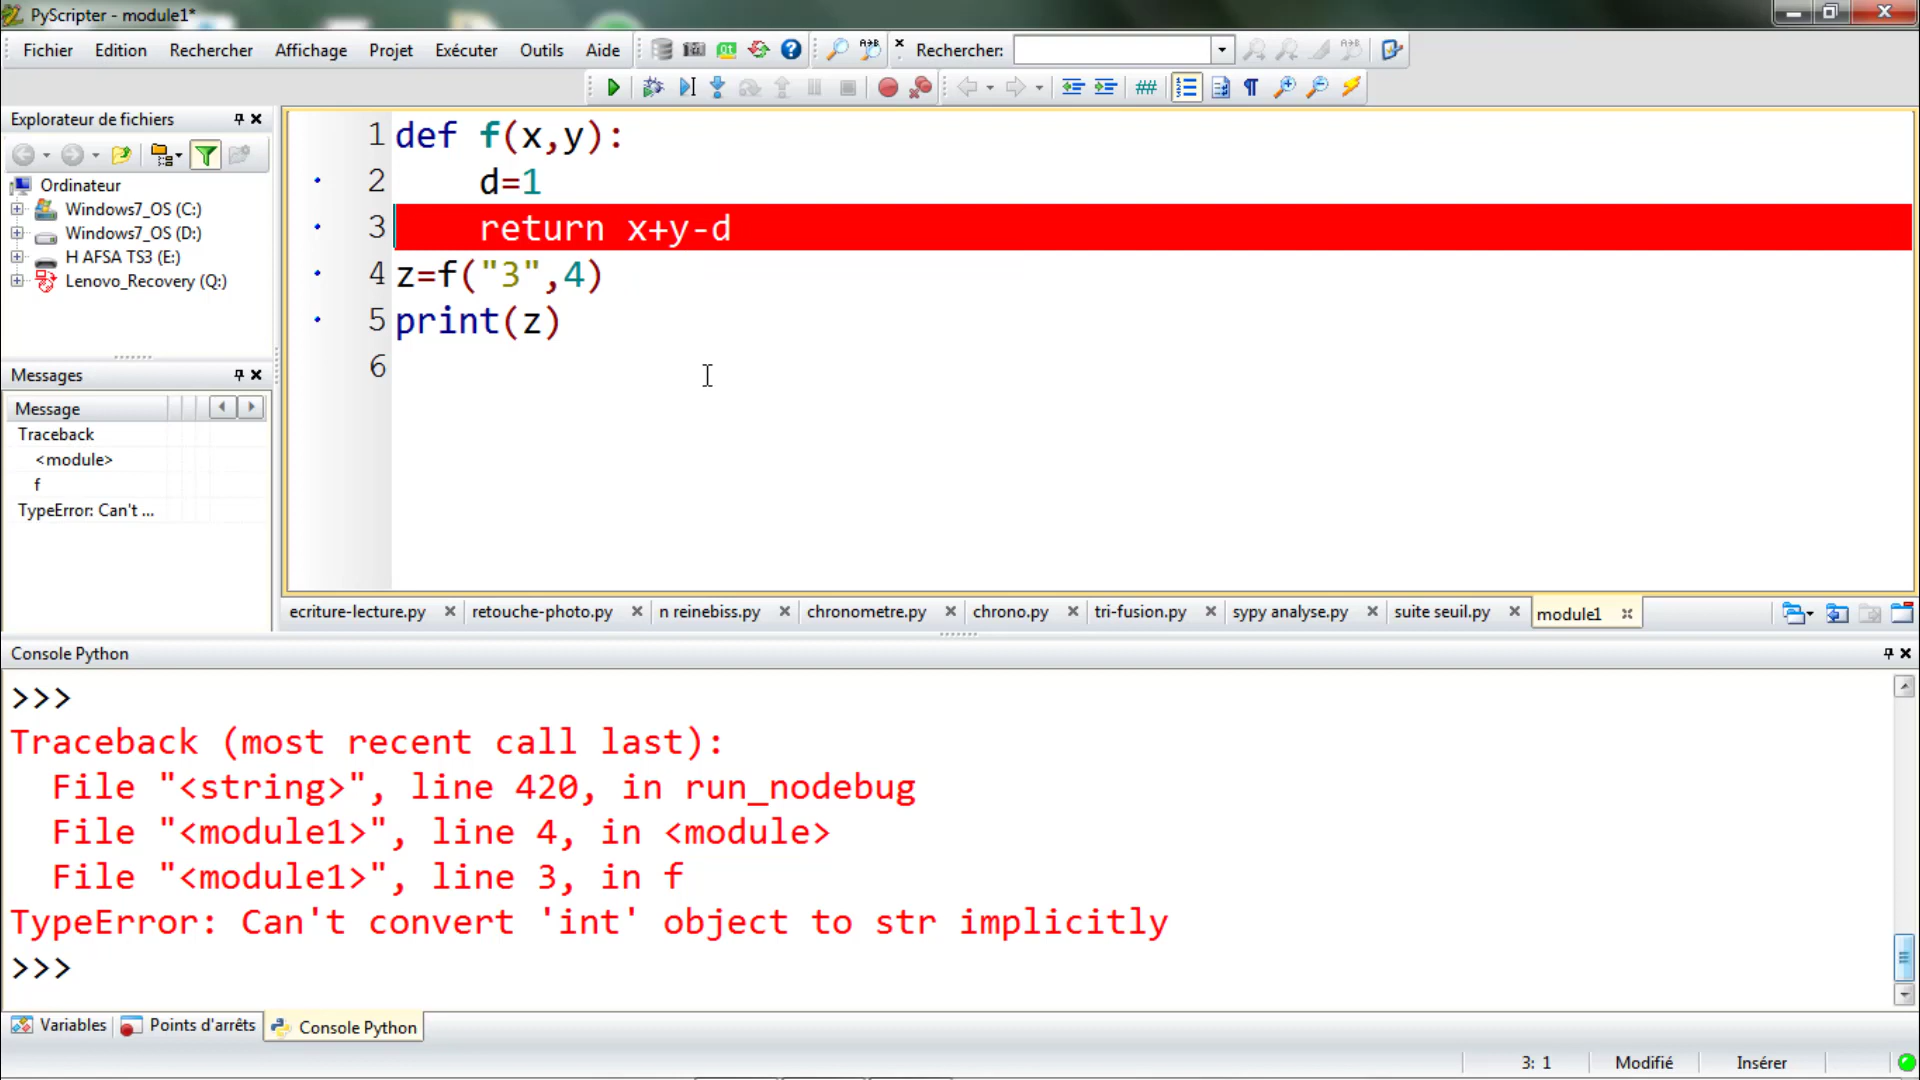 PyScripter - module1*
Fichier Edition Rechercher Affichage Projet Exécuter Outils Aide Rechercher:
Explorateur de fichiers
Ordinateur
Windows7_OS (C:)
Windows7_OS (D:)
H AFSA TS3 (E:)
Lenovo_Recovery (Q:)
Messages
Message
Traceback
<module>
f
TypeError: Can't ...
1 def f(x,y):
2 d=1
3 return x+y-d
4 z=f("3",4)
5 print(z)
6
ecriture-lecture.py retouche-photo.py n reinebiss.py chronometre.py chrono.py tri-fusion.py sypy analyse.py suite seuil.py module1
Console Python
>>>
Traceback (most recent call last):
File "<string>", line 420, in run_nodebug
File "<module1>", line 4, in <module>
File "<module1>", line 3, in f
TypeError: Can't convert 'int' object to str implicitly
>>>
Variables Points d'arrêts Console Python
3: 1 Modifié Insérer